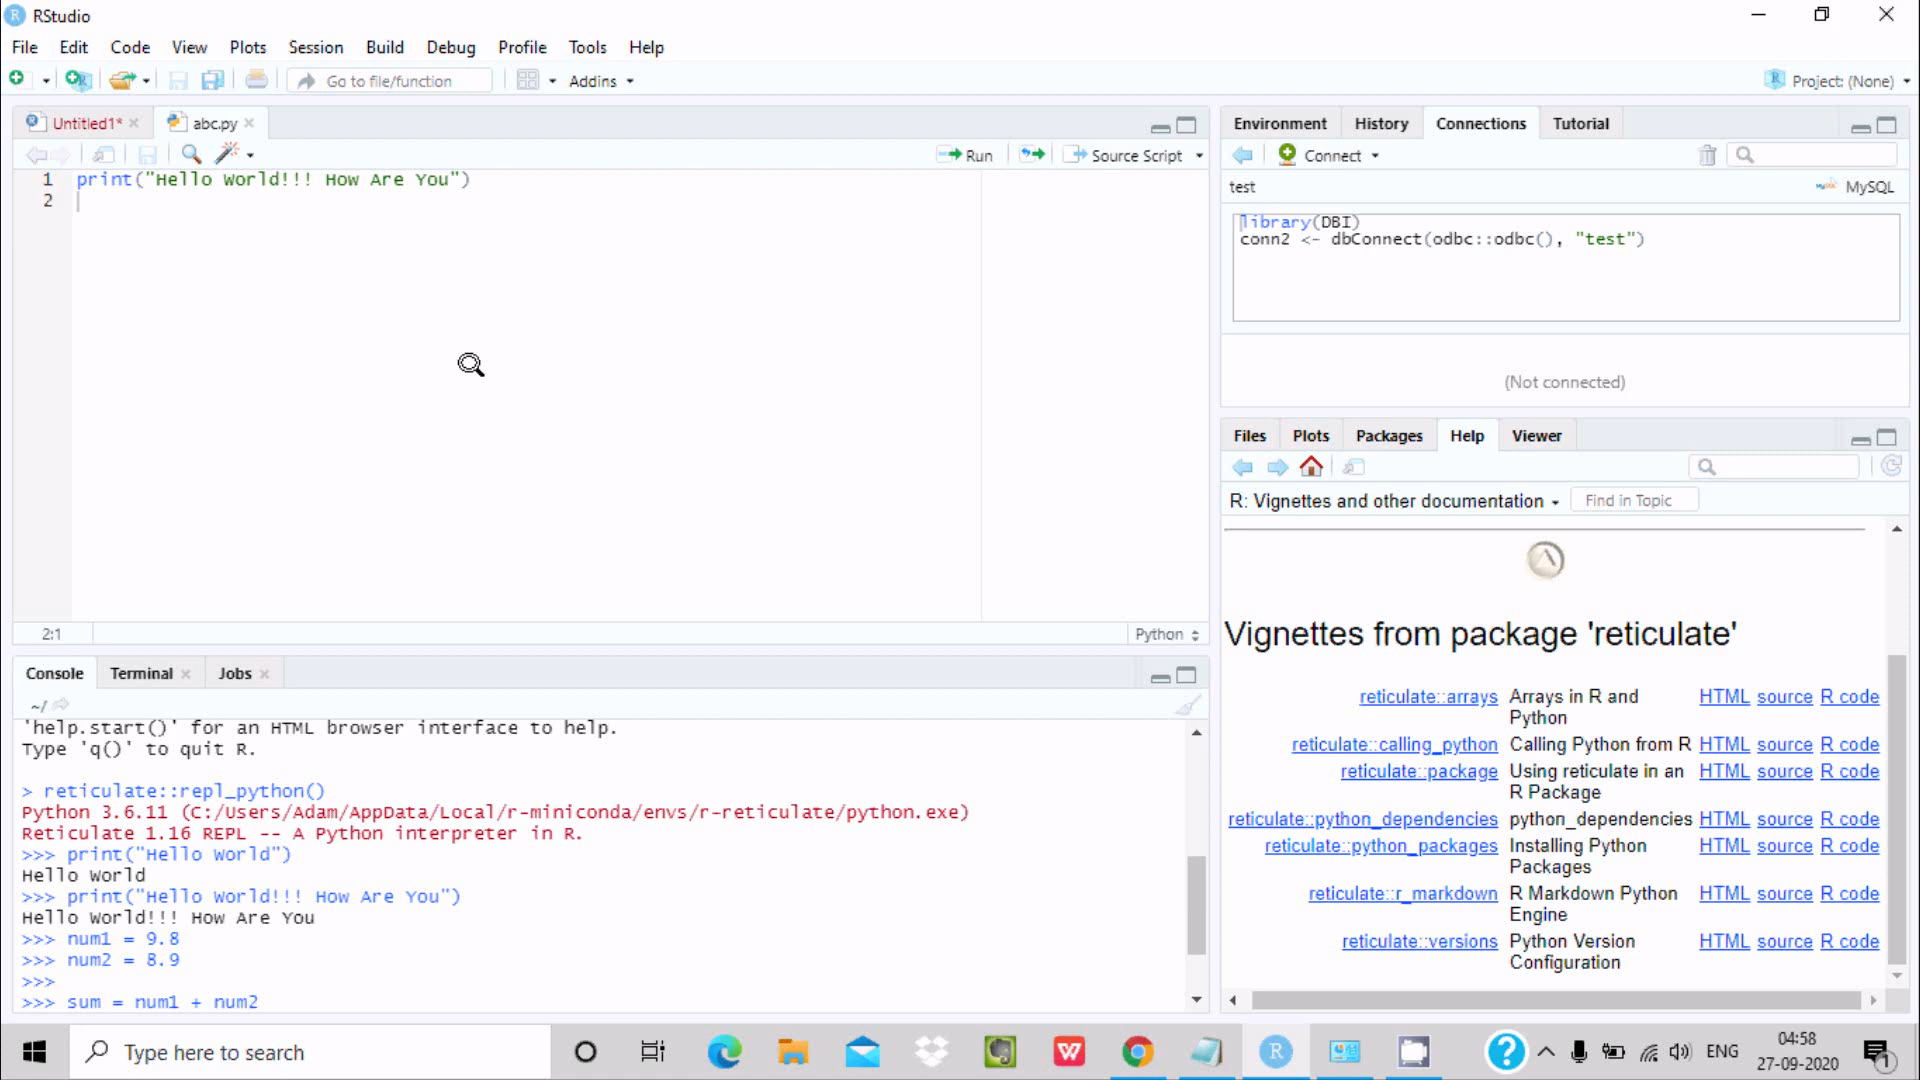 RStudio
File Edit Code View Plots Session Build Debug Profile Tools Help
Go to file/function Addins Project: (None)
Untitled1* abc.py
Run Source Script
1 print("Hello World!!! How Are You")
2
2:1 Python
Console Terminal Jobs
~/
'help.start()' for an HTML browser interface to help.
Type 'q()' to quit R.
> reticulate::repl_python()
Python 3.6.11 (C:/Users/Adam/AppData/Local/r-miniconda/envs/r-reticulate/python.exe)
Reticulate 1.16 REPL -- A Python interpreter in R.
>>> print("Hello World")
Hello World
>>> print("Hello World!!! How Are You")
Hello World!!! How Are You
>>> num1 = 9.8
>>> num2 = 8.9
>>>
>>> sum = num1 + num2
Environment History Connections Tutorial
Connect
test MySQL
library(DBI)
conn2 <- dbConnect(odbc::odbc(), "test")
(Not connected)
Files Plots Packages Help Viewer
R: Vignettes and other documentation Find in Topic
Vignettes from package 'reticulate'
reticulate::arrays Arrays in R and Python HTML source R code
reticulate::calling_python Calling Python from R HTML source R code
reticulate::package Using reticulate in an R Package HTML source R code
reticulate::python_dependencies python_dependencies HTML source R code
reticulate::python_packages Installing Python Packages HTML source R code
reticulate::r_markdown R Markdown Python Engine HTML source R code
reticulate::versions Python Version Configuration HTML source R code
Type here to search
ENG
04:58
27-09-2020
1